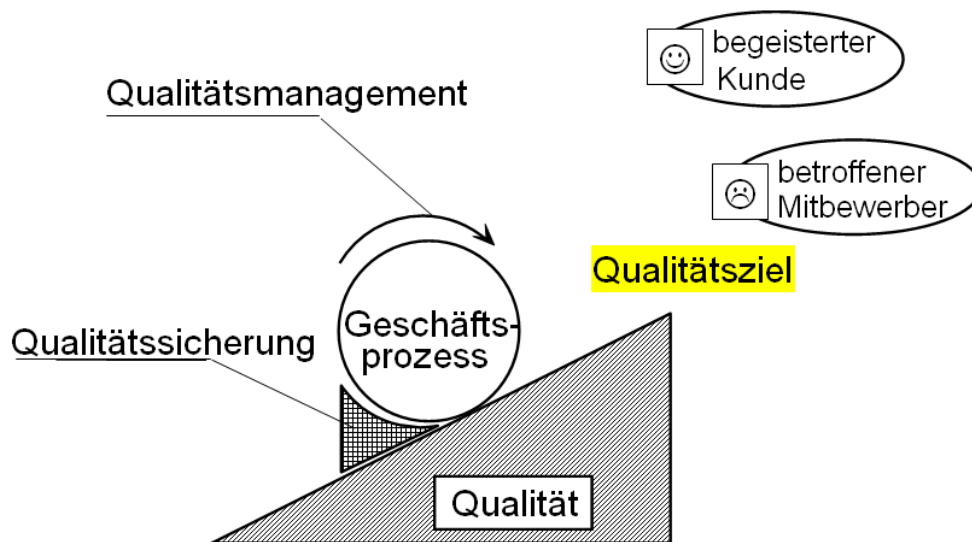 begeisterter
Kunde
Qualitätsmanagement
betroffener
Mitbewerber
Qualitätsziel
Geschäfts-
prozess
Qualitätssicherung
Qualität